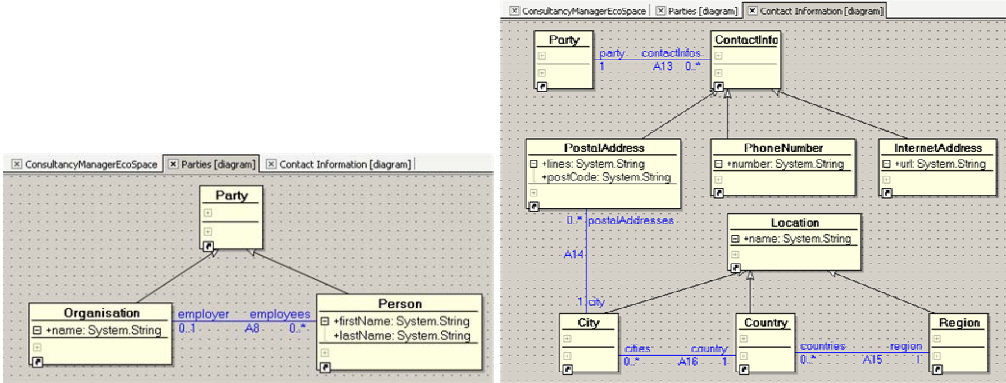 ConsultancyManagerEcoSpace Parties [diagram] Contact Information [diagram]
Party
Organisation
+name: System.String
employer employees
0..1 A8 0..*
Person
+firstName: System.String
+lastName: System.String
ConsultancyManagerEcoSpace Parties [diagram] Contact Information [diagram]
Party
party contactInfos
1 A13 0..*
ContactInfo
PostalAddress
+lines: System.String
+postCode: System.String
PhoneNumber
+number: System.String
InternetAddress
+url: System.String
0..* postalAddresses
A14
1 city
Location
+name: System.String
City
cities country
0..* A16 1
Country
countries region
0..* A15 1
Region